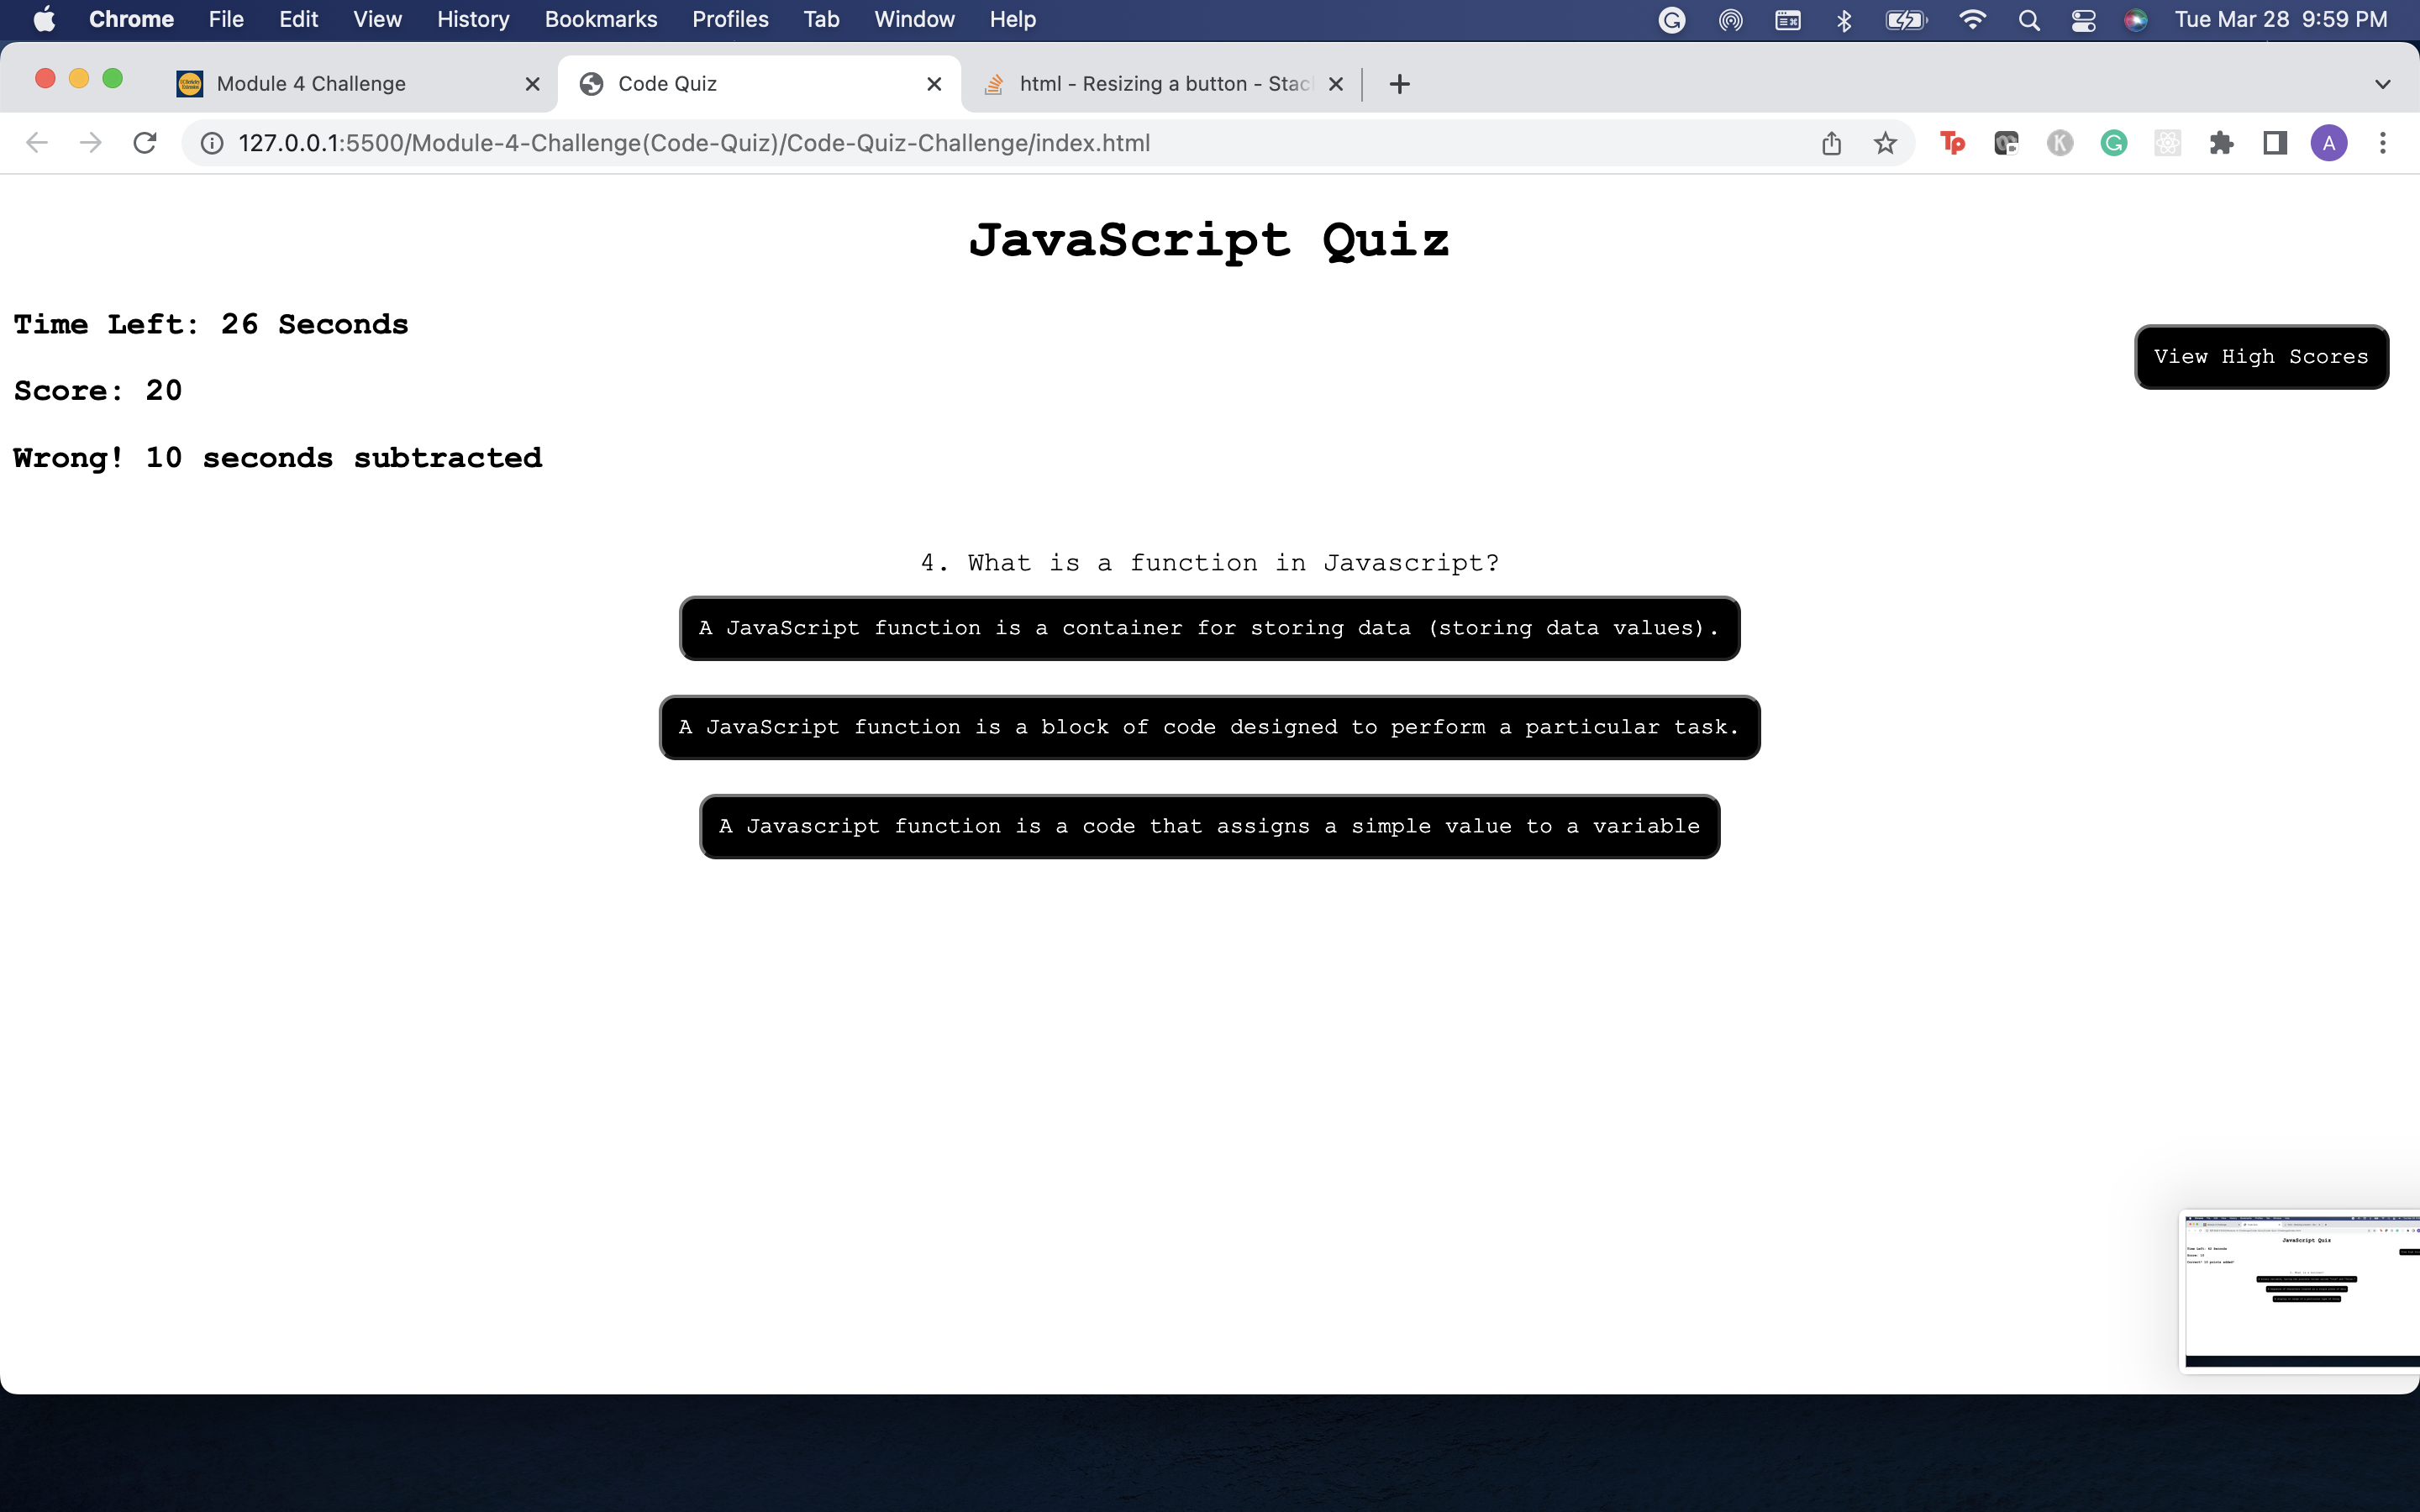 Chrome File Edit View History Bookmarks Profiles Tab Window Help Tue Mar 28 9:59 PM
Module 4 Challenge Code Quiz html - Resizing a button - Stac
127.0.0.1:5500/Module-4-Challenge(Code-Quiz)/Code-Quiz-Challenge/index.html A
JavaScript Quiz
Time Left: 26 Seconds
View High Scores
Score: 20
Wrong! 10 seconds subtracted
4. What is a function in Javascript?
A JavaScript function is a container for storing data (storing data values).
A JavaScript function is a block of code designed to perform a particular task.
A Javascript function is a code that assigns a simple value to a variable
JavaScript Quiz